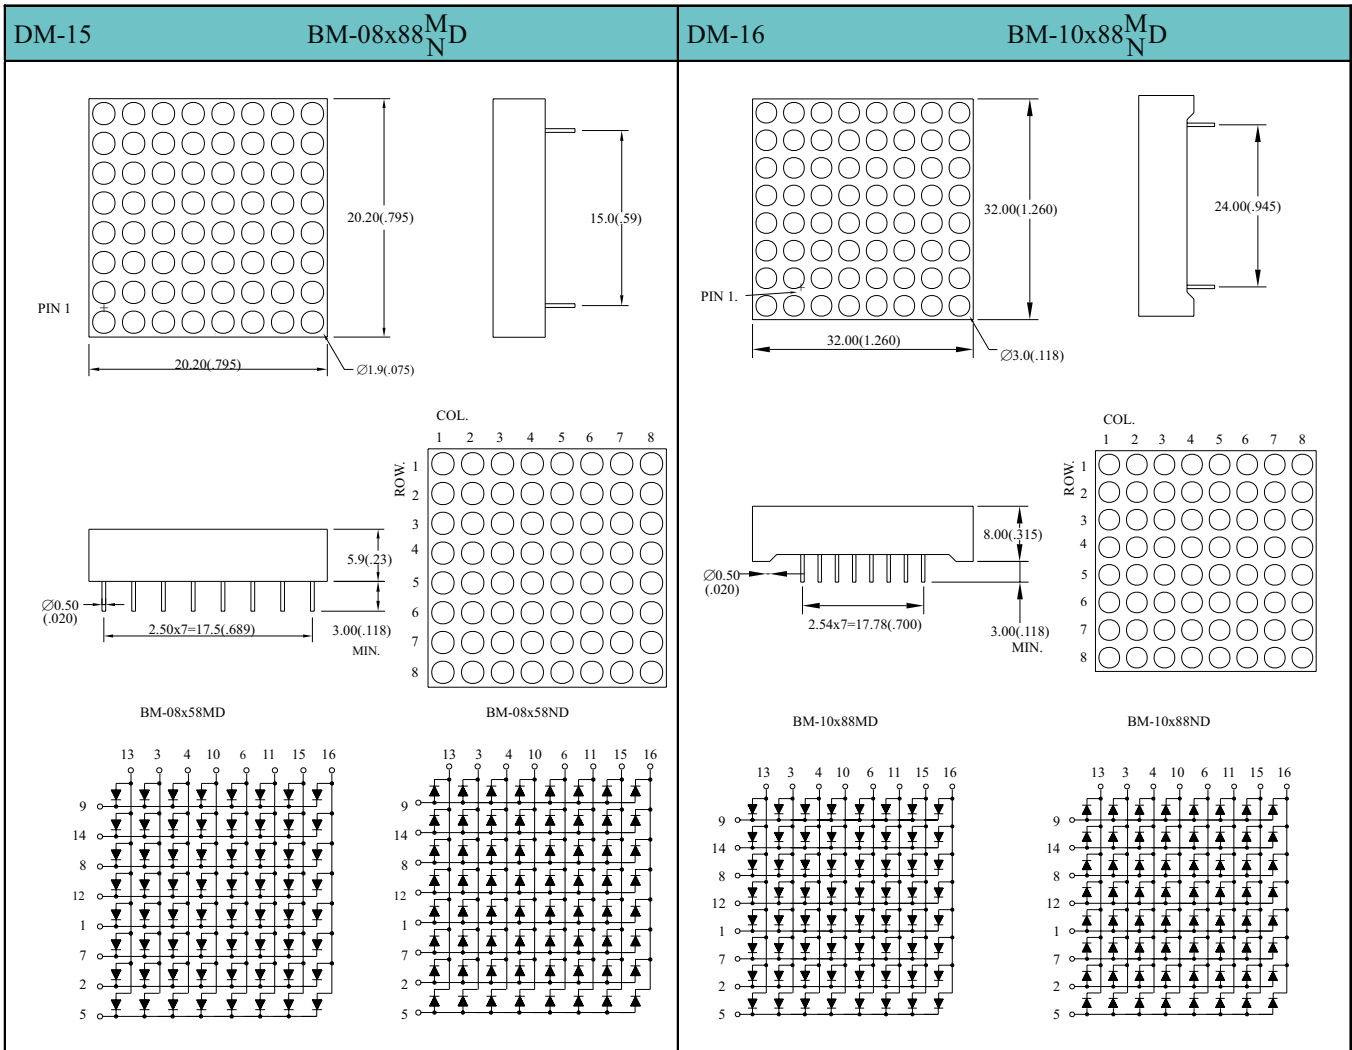 DM-15 BM-08x88 M/N D
DM-16 BM-10x88 M/N D
20.20(.795)
15.0(.59)
PIN 1
20.20(.795)
Ø1.9(.075)
32.00(1.260)
24.00(.945)
PIN 1.
32.00(1.260)
Ø3.0(.118)
COL.
1 2 3 4 5 6 7 8
ROW.
1
2
3
4
5
6
7
8
5.9(.23)
Ø0.50
(.020)
2.50x7=17.5(.689)
3.00(.118)
MIN.
COL.
1 2 3 4 5 6 7 8
ROW.
1
2
3
4
5
6
7
8
8.00(.315)
Ø0.50
(.020)
2.54x7=17.78(.700)
3.00(.118)
MIN.
BM-08x58MD
13 3 4 10 6 11 15 16
9
14
8
12
1
7
2
5
BM-08x58ND
13 3 4 10 6 11 15 16
9
14
8
12
1
7
2
5
BM-10x88MD
13 3 4 10 6 11 15 16
9
14
8
12
1
7
2
5
BM-10x88ND
13 3 4 10 6 11 15 16
9
14
8
12
1
7
2
5